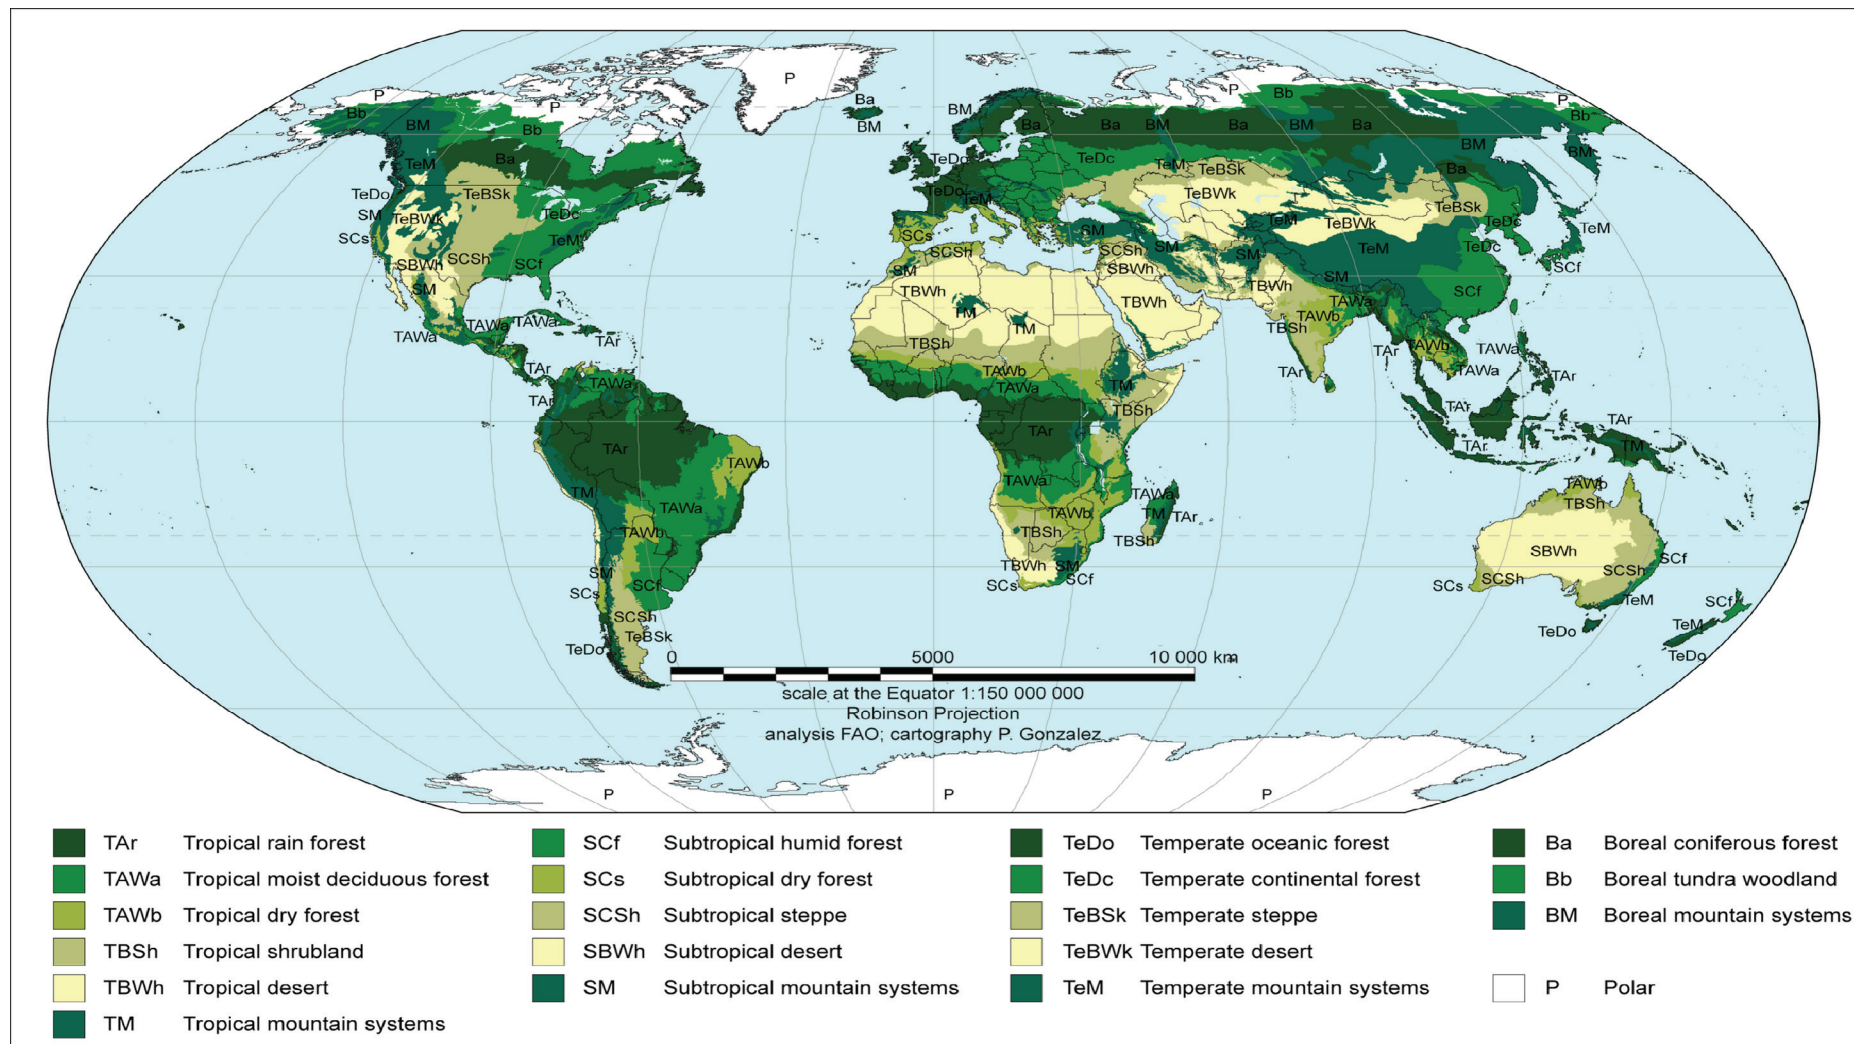 P
P
P
Ba
BM
Bb
BM
Bb
BM
P
Bb
P
Bb
Ba
Ba
BM
Ba
BM
Ba
BM
BM
Ba
TeM
Ba
TeDo
TeDc
TeM
TeBSk
TeDo
SM
SCs
TeBWk
TeBSk
TeDc
TeM
SBWh
SCSh
SCf
SM
TeDo
TeM
SCs
SM
TeBWk
TeM
TeBWk
TeBSk
TeDc
TeDc
TeM
SCf
SM
SCSh
SCSh
SBWh
SM
SM
TeM
SM
SCf
TBWh
TBWh
TBWh
TM
TM
TAWa
TAWa
TAWa
TAr
TAr
TAWa
TAr
TBSh
TAWb
TAWa
TM
TBSh
TBSh
TAWb
TAWa
TAr
TAr
TAWb
TAWa
TAWa
TAr
TAr
TAr
TAr
TM
TAr
TAWb
TM
TAWa
TAWb
TAr
TAWa
TAWb
TBSh
TBWh
SM
SCf
SCs
TAWa
TM
TAr
TBSh
SM
SCs
SCf
SCSh
TeBSk
TeDo
TAWb
TBSh
SBWh
SCSh
SCSh
SCs
SCf
TeM
TeDo
SCf
TeM
TeDo
0 5000 10 000 km
scale at the Equator 1:150 000 000
Robinson Projection
analysis FAO; cartography P. Gonzalez
P P P
TAr Tropical rain forest SCf Subtropical humid forest TeDo Temperate oceanic forest Ba Boreal coniferous forest
TAWa Tropical moist deciduous forest SCs Subtropical dry forest TeDc Temperate continental forest Bb Boreal tundra woodland
TAWb Tropical dry forest SCSh Subtropical steppe TeBSk Temperate steppe BM Boreal mountain systems
TBSh Tropical shrubland SBWh Subtropical desert TeBWk Temperate desert
TBWh Tropical desert SM Subtropical mountain systems TeM Temperate mountain systems P Polar
TM Tropical mountain systems